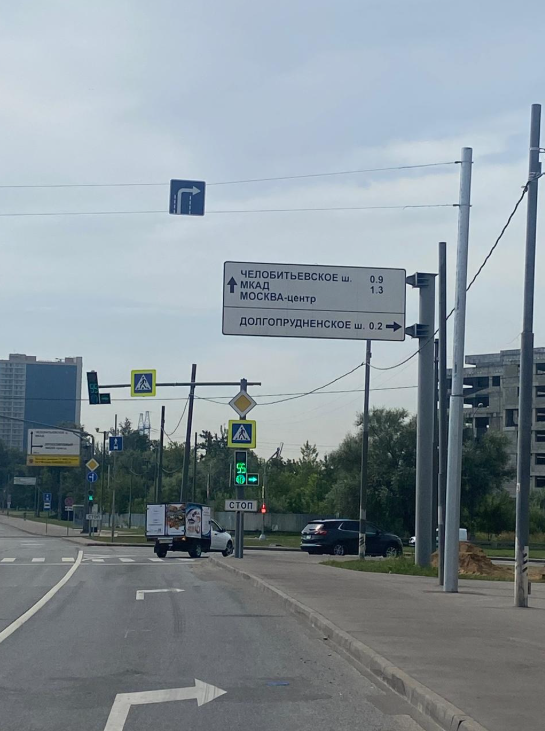 ЧЕЛОБИТЬЕВСКОЕ ш. 0.9
МКАД 1.3
МОСКВА-центр
ДОЛГОПРУДНЕНСКОЕ ш. 0.2
55
СТОП